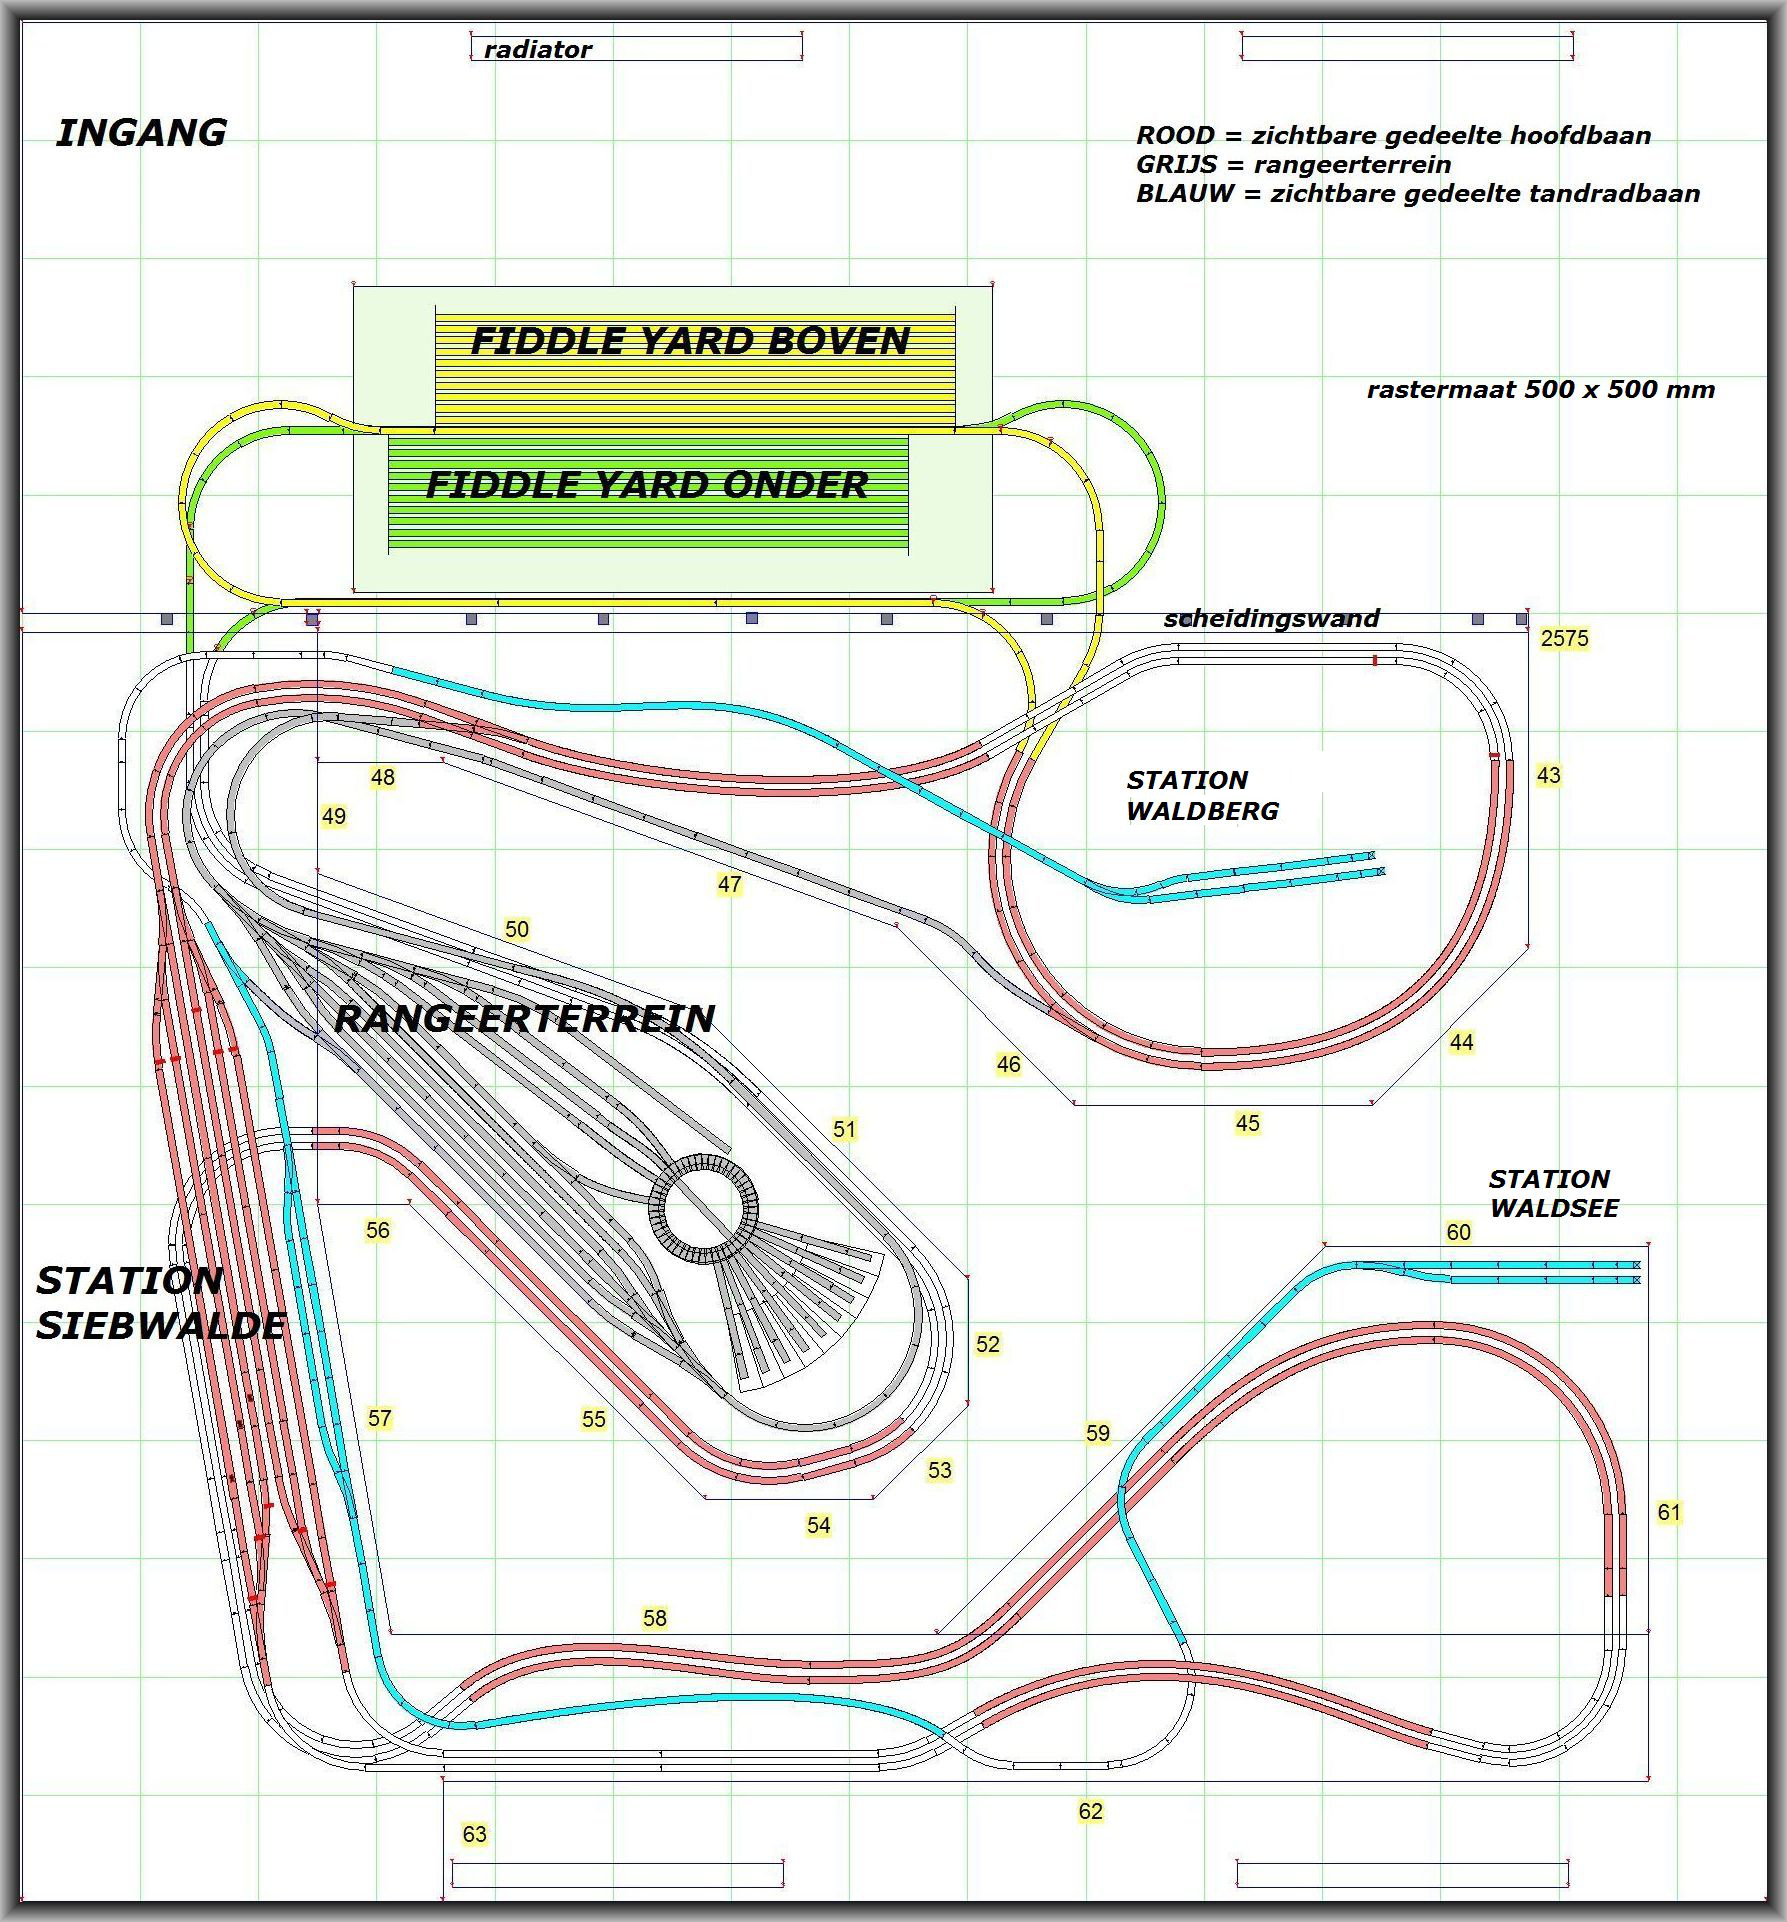 radiator
INGANG
ROOD = zichtbare gedeelte hoofdbaan
GRIJS = rangeerterrein
BLAUW = zichtbare gedeelte tandradbaan
FIDDLE YARD BOVEN
rastermaat 500 x 500 mm
FIDDLE YARD ONDER
scheidingswand
2575
48
49
STATION
WALDBERG
43
47
50
RANGEERTERREIN
46
44
45
51
STATION
WALDSEE
56
60
STATION
SIEBWALDE
52
57
55
59
53
54
61
58
62
63